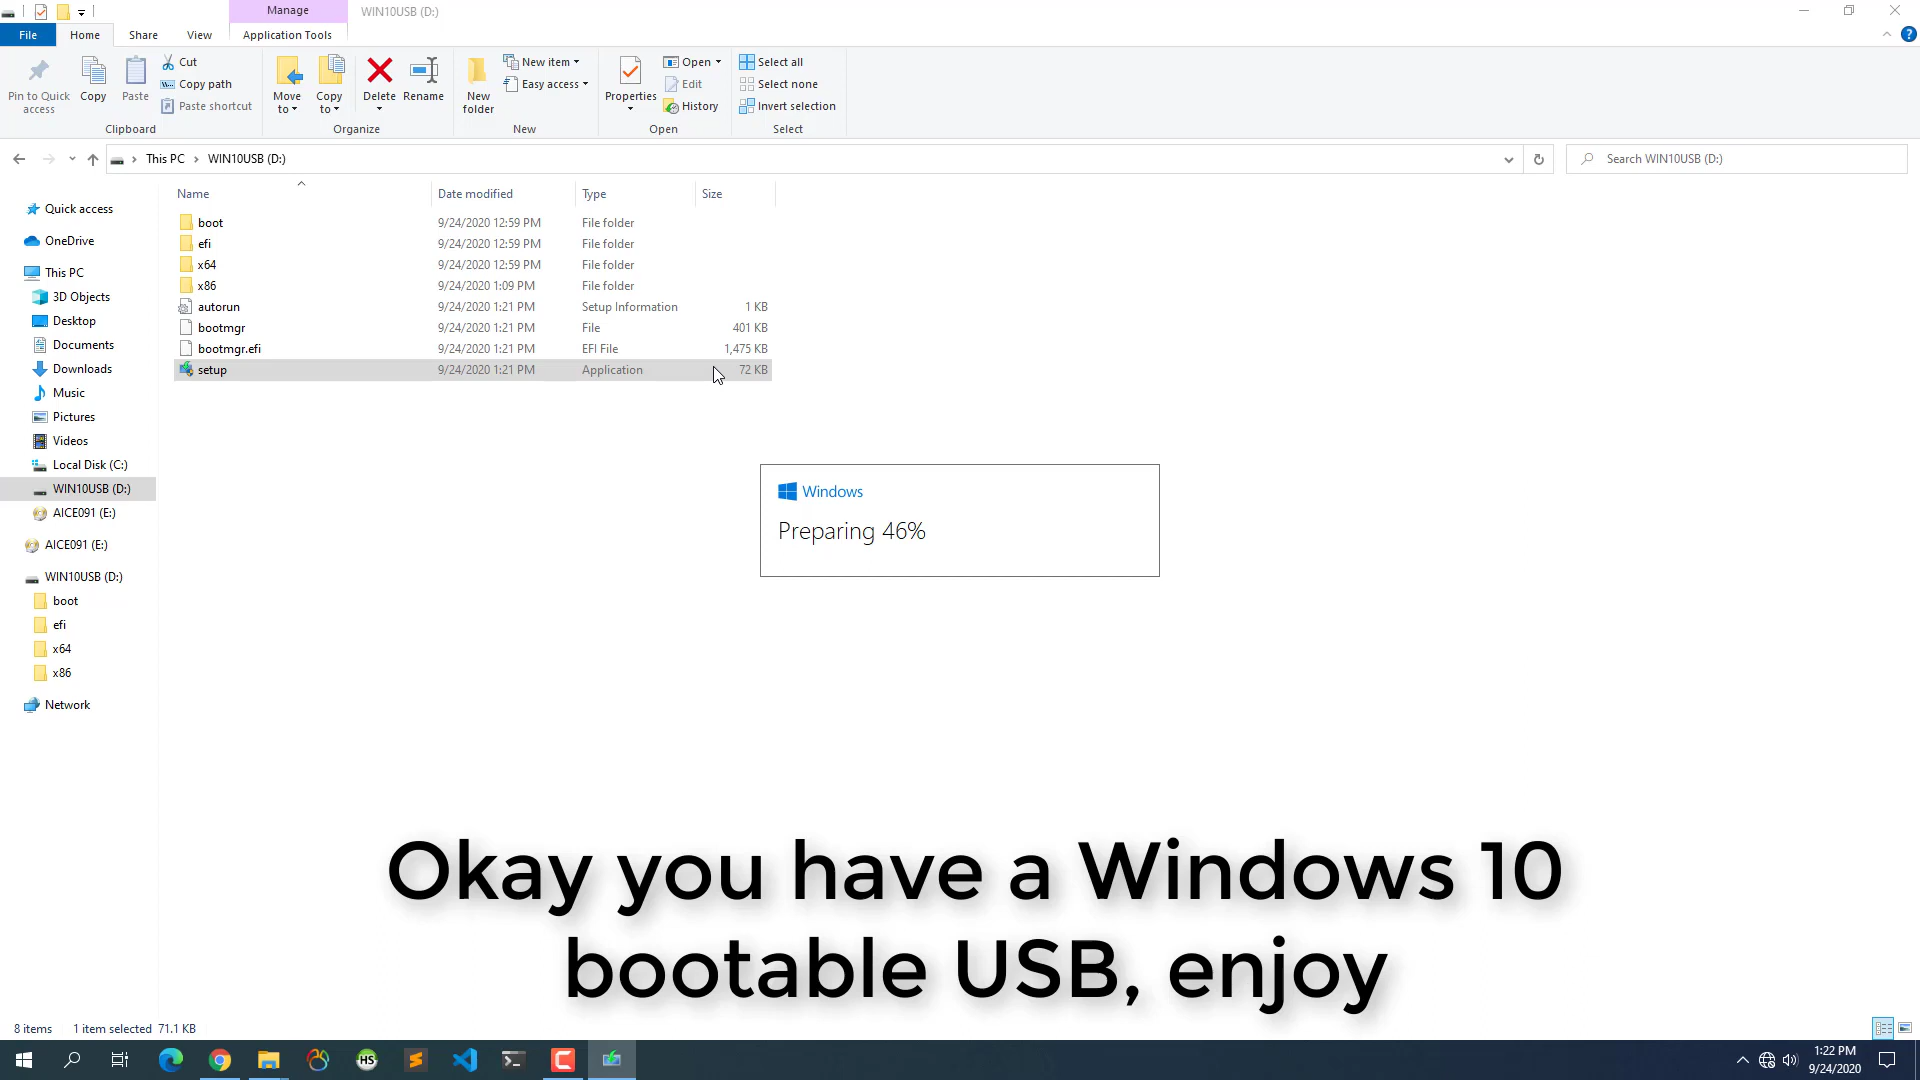 Manage
WIN10USB (D:)
File
Home
Share
View
Application Tools
Pin to Quick
access
Copy
Paste
Cut
Copy path
Paste shortcut
Clipboard
Move
to
Copy
to
Delete
Rename
Organize
New
folder
New item
Easy access
New
Properties
Open
Edit
History
Open
Select all
Select none
Invert selection
Select
This PC
WIN10USB (D:)
Search WIN10USB (D:)
Quick access
OneDrive
This PC
3D Objects
Desktop
Documents
Downloads
Music
Pictures
Videos
Local Disk (C:)
WIN10USB (D:)
AICE091 (E:)
AICE091 (E:)
WIN10USB (D:)
boot
efi
x64
x86
Network
Name Date modified Type Size
boot 9/24/2020 12:59 PM File folder
efi 9/24/2020 12:59 PM File folder
x64 9/24/2020 12:59 PM File folder
x86 9/24/2020 1:09 PM File folder
autorun 9/24/2020 1:21 PM Setup Information 1 KB
bootmgr 9/24/2020 1:21 PM File 401 KB
bootmgr.efi 9/24/2020 1:21 PM EFI File 1,475 KB
setup 9/24/2020 1:21 PM Application 72 KB
Windows
Preparing 46%
Okay you have a Windows 10
bootable USB, enjoy
8 items 1 item selected 71.1 KB
HS
1:22 PM
9/24/2020